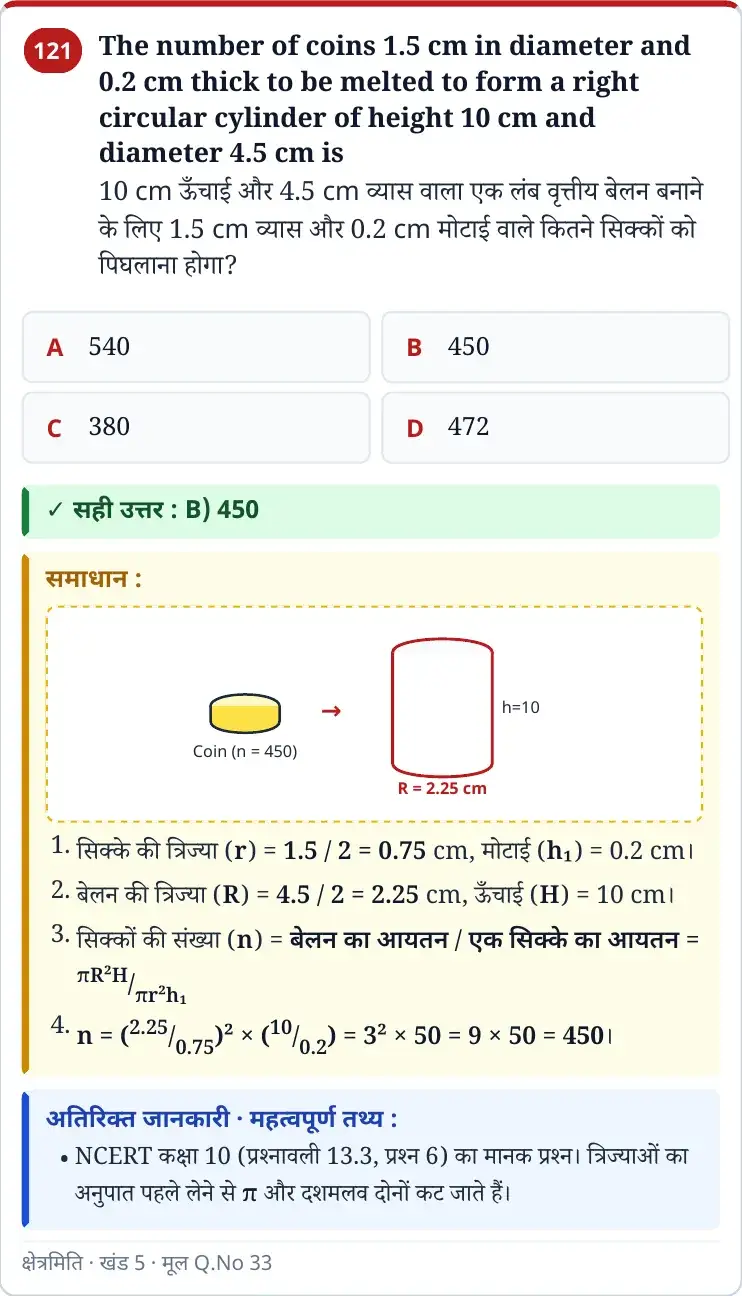 121
The number of coins 1.5 cm in diameter and
0.2 cm thick to be melted to form a right
circular cylinder of height 10 cm and
diameter 4.5 cm is
10 cm ऊँचाई और 4.5 cm व्यास वाला एक लंब वृत्तीय बेलन बनाने
के लिए 1.5 cm व्यास और 0.2 cm मोटाई वाले कितने सिक्कों को
पिघलाना होगा?
A 540
B 450
C 380
D 472
✓ सही उत्तर : B) 450
समाधान :
→
h=10
Coin (n = 450)
R = 2.25 cm
1. सिक्के की त्रिज्या (r) = 1.5 / 2 = 0.75 cm, मोटाई (h₁) = 0.2 cm।
2. बेलन की त्रिज्या (R) = 4.5 / 2 = 2.25 cm, ऊँचाई (H) = 10 cm।
3. सिक्कों की संख्या (n) = बेलन का आयतन / एक सिक्के का आयतन =
πR²H/πr²h₁
4. n = (2.25/0.75)² × (10/0.2) = 3² × 50 = 9 × 50 = 450।
अतिरिक्त जानकारी · महत्वपूर्ण तथ्य :
• NCERT कक्षा 10 (प्रश्नावली 13.3, प्रश्न 6) का मानक प्रश्न। त्रिज्याओं का
अनुपात पहले लेने से π और दशमलव दोनों कट जाते हैं।
क्षेत्रमिति · खंड 5 · मूल Q.No 33